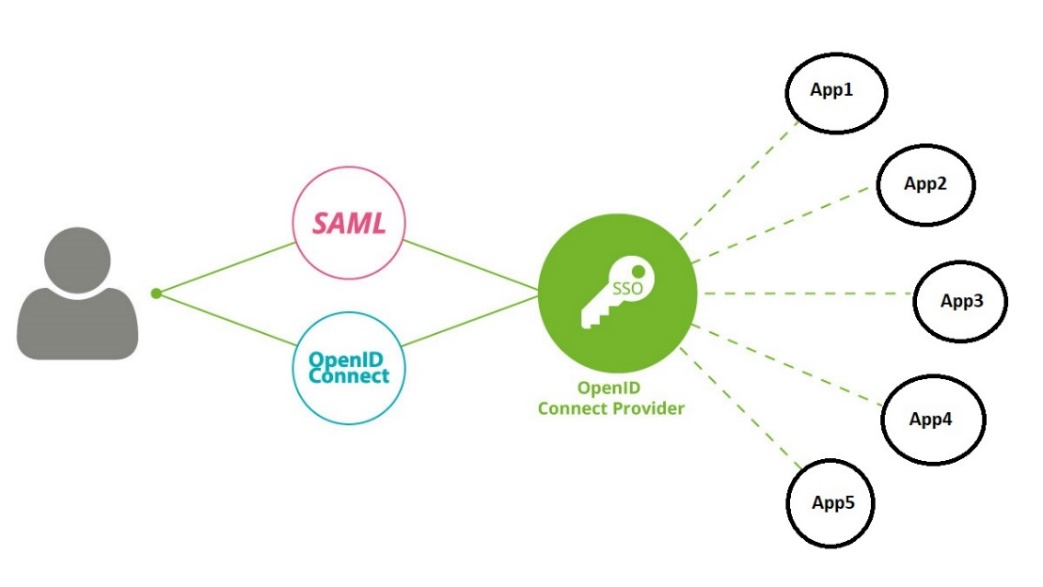 SAML
OpenID
Connect
SSO
OpenID
Connect Provider
App1
App2
App3
App4
App5